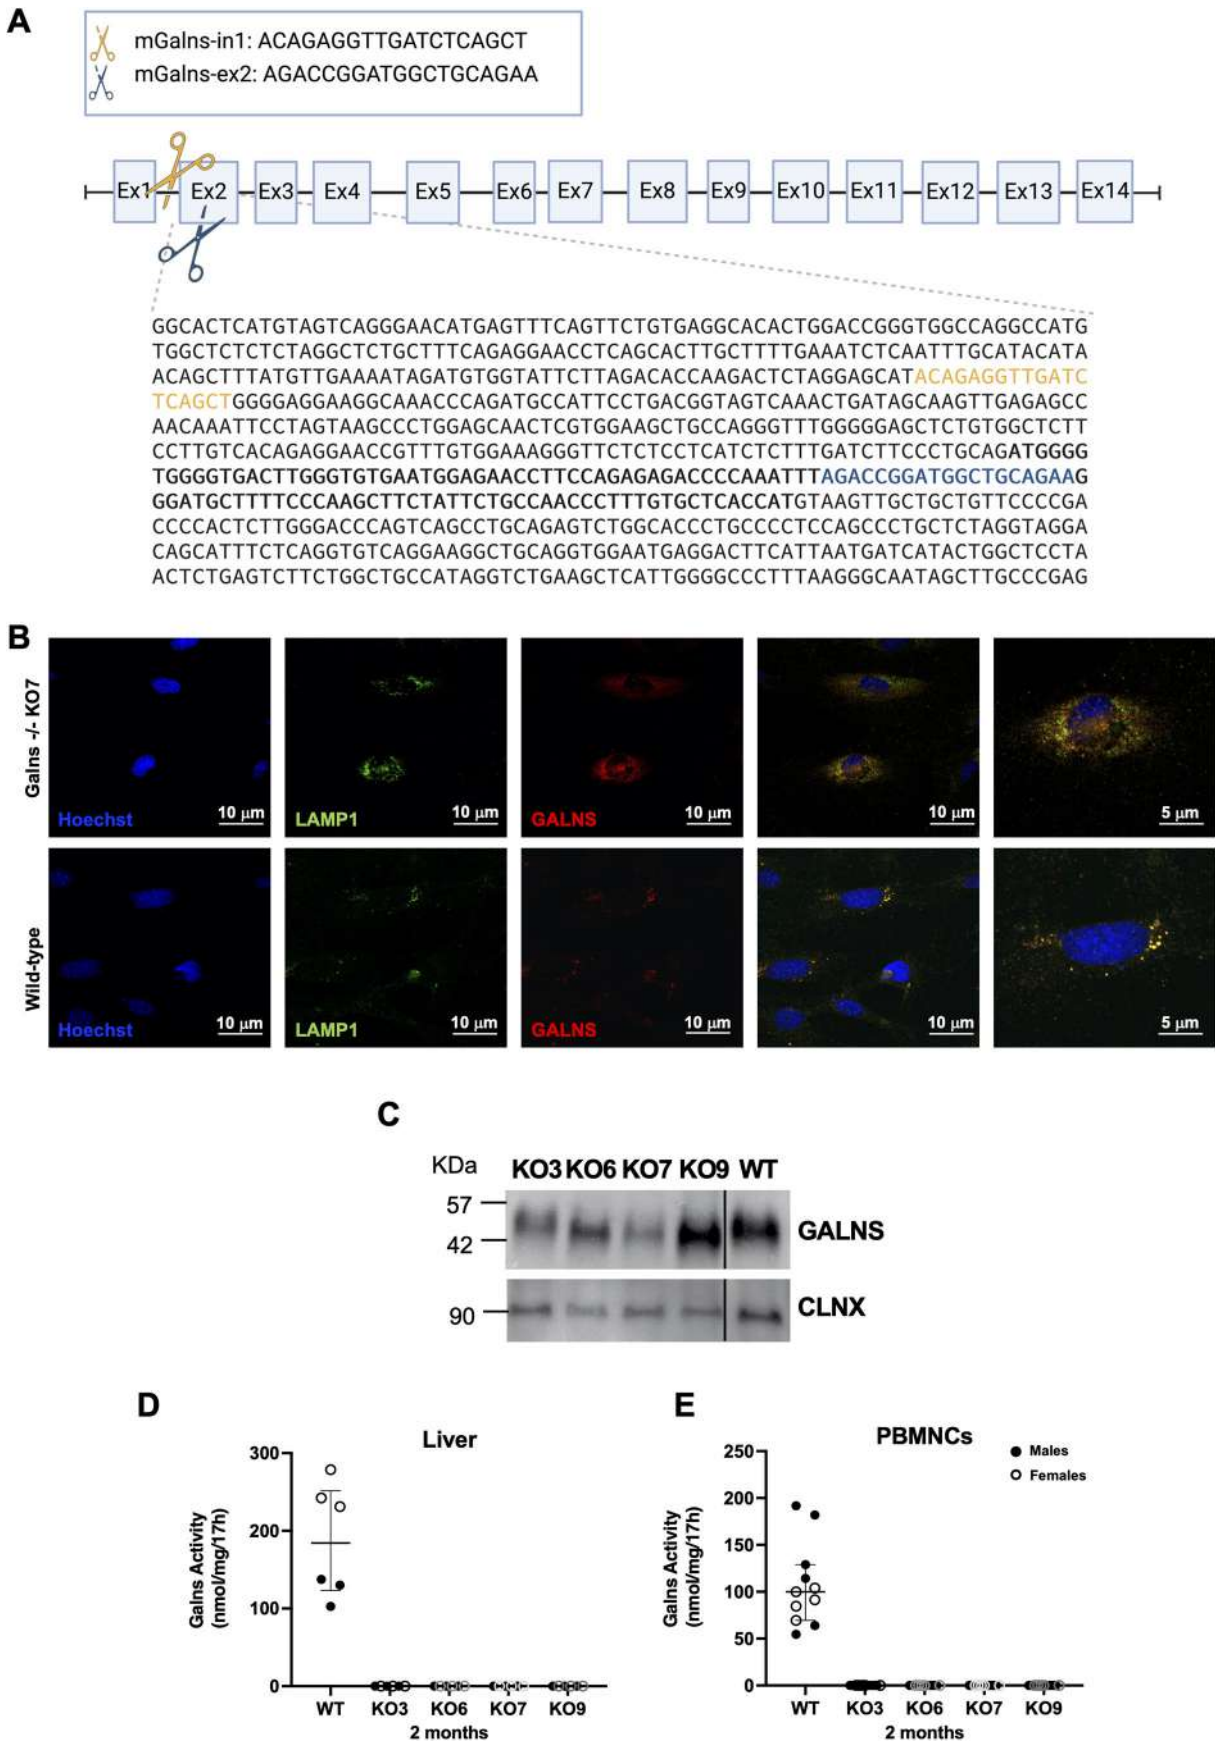 A
mGalns-in1: ACAGAGGTTGATCTCAGCT
mGalns-ex2: AGACCGGATGGCTGCAGAA
Ex1 Ex2 Ex3 Ex4 Ex5 Ex6 Ex7 Ex8 Ex9 Ex10 Ex11 Ex12 Ex13 Ex14
GGCACTCATGTAGTCAGGGAACATGAGTTTCAGTTCTGTGAGGCACACTGGACCGGGTGGCCAGGCCATG
TGGCTCTCTCTAGGCTCTGCTTTCAGAGGAACCTCAGCACTTGCTTTTGAAATCTCAATTTGCATACATA
ACAGCTTTATGTTGAAAATAGATGTGGTATTCTTAGACACCAAGACTCTAGGAGCATACAGAGGTTGATC
TCAGCTGGGGAGGAAGGCAAACCCAGATGCCATTCCTGACGGTAGTCAAACTGATAGCAAGTTGAGAGCC
AACAAATTCCTAGTAAGCCCTGGAGCAACTCGTGGAAGCTGCCAGGGTTTGGGGGAGCTCTGTGGCTCTT
CCTTGTCACAGAGGAACCGTTTGTGGAAAGGGTTCTCTCCTCATCTCTTTGATCTTCCCTGCAGATGGGG
TGGGGTGACTTGGGTGTGAATGGAGAACCTTCCAGAGAGACCCCAAATTTAGACCGGATGGCTGCAGAAG
GGATGCTTTTCCCAAGCTTCTATTCTGCCAACCCTTTGTGCTCACCATGTAAGTTGCTGCTGTTCCCCGA
CCCCACTCTTGGGACCCAGTCAGCCTGCAGAGTCTGGCACCCTGCCCCTCCAGCCCTGCTCTAGGTAGGA
CAGCATTTCTCAGGTGTCAGGAAGGCTGCAGGTGGAATGAGGACTTCATTAATGATCATACTGGCTCCTA
ACTCTGAGTCTTCTGGCTGCCATAGGTCTGAAGCTCATTGGGGCCCTTTAAGGGCAATAGCTTGCCCGAG
B
Galns -/- KO7
Hoechst 10 μm LAMP1 10 μm GALNS 10 μm 10 μm 5 μm
Wild-type
Hoechst 10 μm LAMP1 10 μm GALNS 10 μm 10 μm 5 μm
C
KDa KO3 KO6 KO7 KO9 WT
57
42
GALNS
90
CLNX
D
Liver
Galns Activity
(nmol/mg/17h)
300
200
100
0
WT KO3 KO6 KO7 KO9
2 months
E
PBMNCs
Males
Females
Galns Activity
(nmol/mg/17h)
250
200
150
100
50
0
WT KO3 KO6 KO7 KO9
2 months